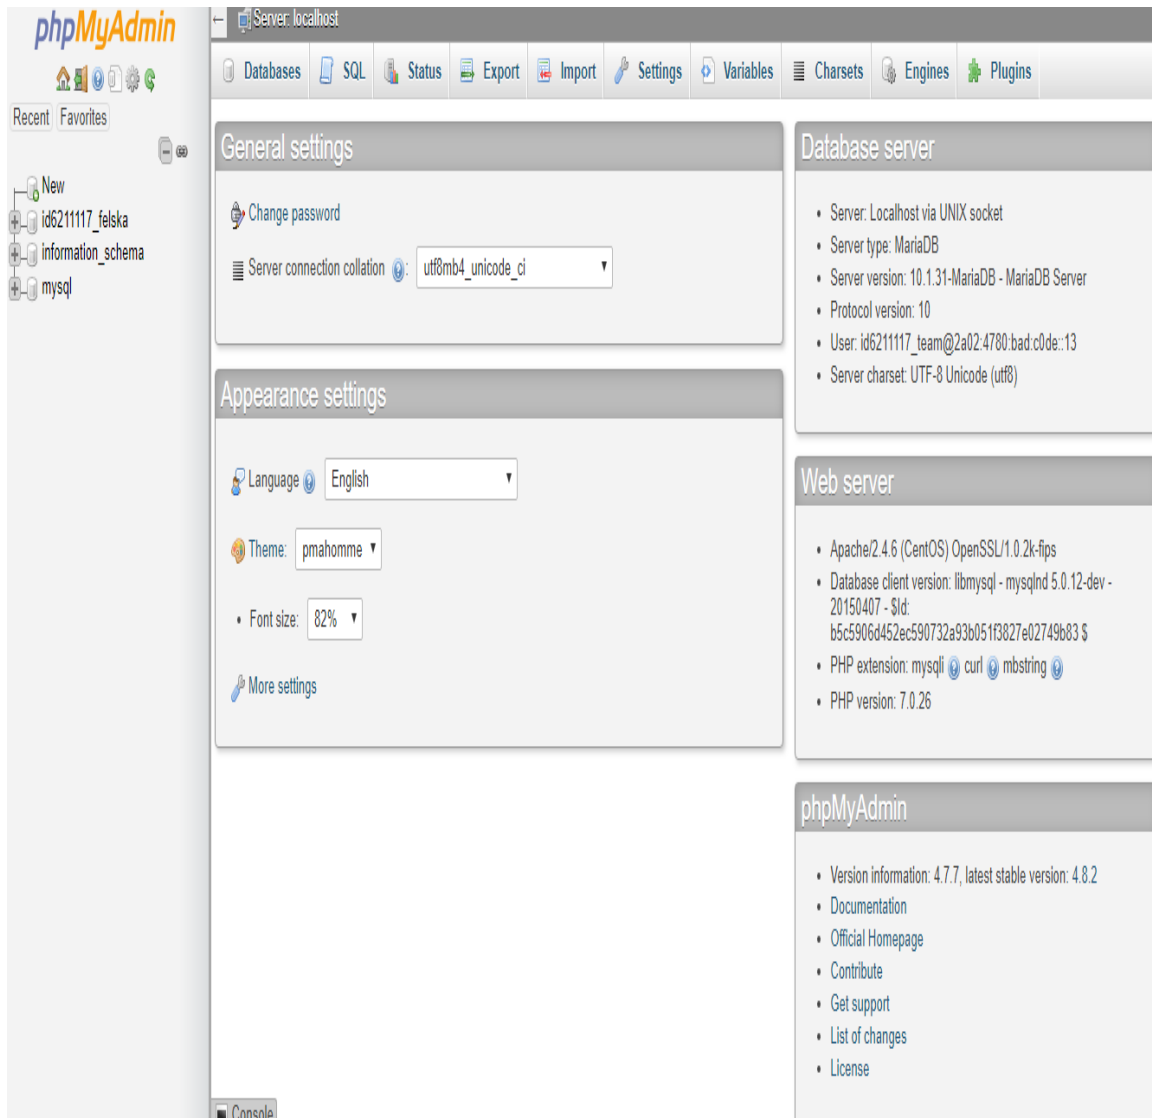 phpMyAdmin
Recent Favorites
New
id6211117_felska
information_schema
mysql
Server: localhost
Databases SQL Status Export Import Settings Variables Charsets Engines Plugins
General settings
Change password
Server connection collation : utf8mb4_unicode_ci
Appearance settings
Language English
Theme: pmahomme
• Font size: 82%
More settings
Database server
• Server: Localhost via UNIX socket
• Server type: MariaDB
• Server version: 10.1.31-MariaDB - MariaDB Server
• Protocol version: 10
• User: id6211117_team@2a02:4780:bad:c0de::13
• Server charset: UTF-8 Unicode (utf8)
Web server
• Apache/2.4.6 (CentOS) OpenSSL/1.0.2k-fips
• Database client version: libmysql - mysqlnd 5.0.12-dev -
20150407 - $Id:
b5c5906d452ec590732a93b051f3827e02749b83 $
• PHP extension: mysqli curl mbstring
• PHP version: 7.0.26
phpMyAdmin
• Version information: 4.7.7, latest stable version: 4.8.2
• Documentation
• Official Homepage
• Contribute
• Get support
• List of changes
• License
Console